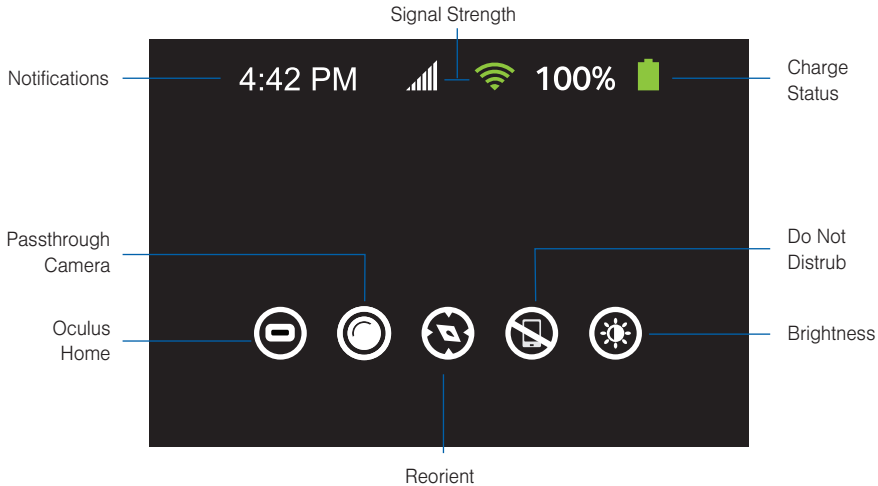 Signal Strength
Notifications
4:42 PM
100%
Charge
Status
Passthrough
Camera
Do Not
Distrub
Oculus
Home
Brightness
Reorient